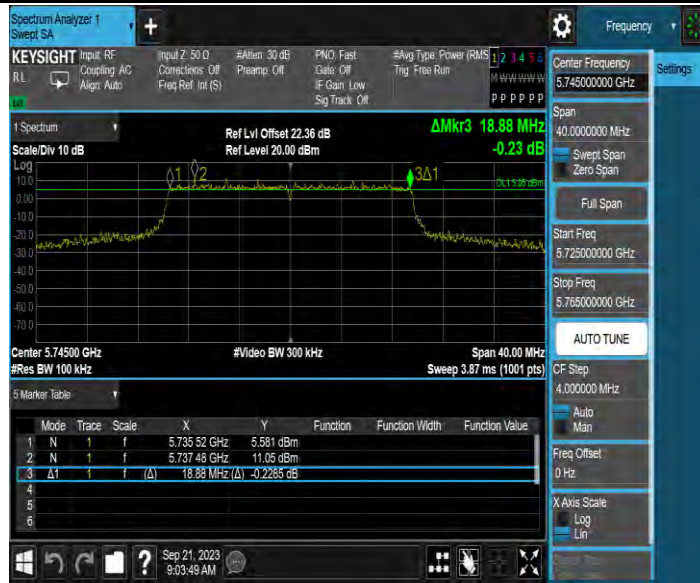 Spectrum Analyzer 1
Swept SA
+
Frequency
KEYSIGHT Input: RF Input Z: 50 Ω #Atten: 30 dB PNO: Fast #Avg Type: Power (RMS 1 2 3 4 5 6
RL Coupling: AC Corrections: Off Preamp: Off Gate: Off Trig: Free Run M W W W W W
Align: Auto Freq Ref: Int (S) IF Gain: Low
Sig Track: Off P P P P P P
1 Spectrum
Ref Lvl Offset 22.36 dB ΔMkr3 18.88 MHz
Scale/Div 10 dB Ref Level 20.00 dBm -0.23 dB
Log
1 2 3Δ1
10.0
DL1 5.05 dBm
0.00
-10.0
-20.0
-30.0
-40.0
-50.0
-60.0
-70.0
Center 5.74500 GHz #Video BW 300 kHz Span 40.00 MHz
#Res BW 100 kHz Sweep 3.87 ms (1001 pts)
5 Marker Table
Mode Trace Scale X Y Function Function Width Function Value
1 N 1 f 5.735 52 GHz 5.581 dBm
2 N 1 f 5.737 48 GHz 11.05 dBm
3 Δ1 1 f (Δ) 18.88 MHz (Δ) -0.2285 dB
4
5
6
? Sep 21, 2023
9:03:49 AM
Center Frequency
5.745000000 GHz
Settings
Span
40.0000000 MHz
Swept Span
Zero Span
Full Span
Start Freq
5.725000000 GHz
Stop Freq
5.765000000 GHz
AUTO TUNE
CF Step
4.000000 MHz
Auto
Man
Freq Offset
0 Hz
X Axis Scale
Log
Lin